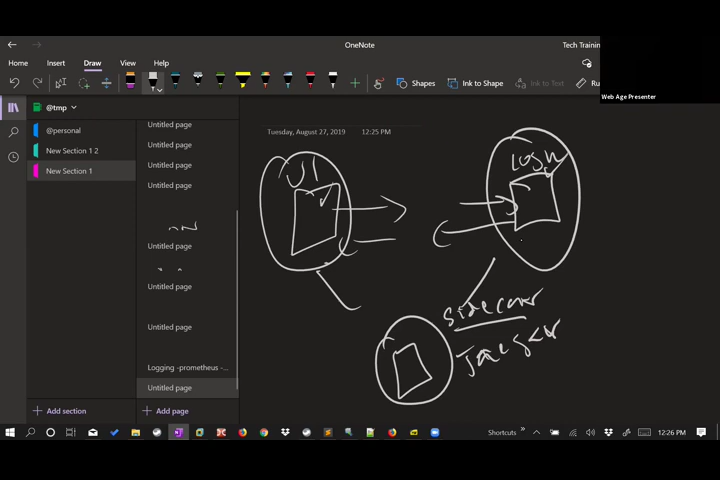 OneNote
Tech Trainin
Home Insert Draw View Help
Shapes
Ink to Shape
Ink to Text
Ru
Web Age Presenter
@tmp
@personal
New Section 1 2
New Section 1
Untitled page
Untitled page
Untitled page
Untitled page
Untitled page
Untitled page
Untitled page
Logging -prometheus -...
Untitled page
Add section
Add page
Tuesday, August 27, 2019 12:25 PM
UI
sidecar
Jaeger
Shortcuts
12:26 PM